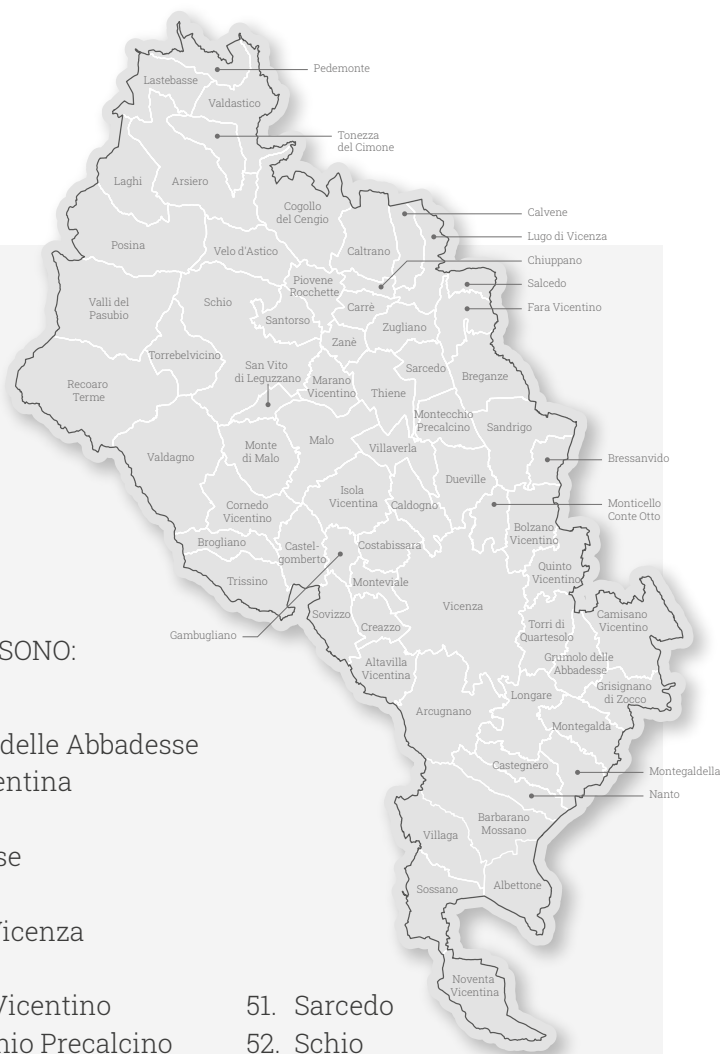 Pedemonte
Lastebasse
Valdastico
Tonezza
del Cimone
Laghi
Arsiero
Cogollo
del Cengio
Calvene
Lugo di Vicenza
Posina
Velo d'Astico
Caltrano
Chiuppano
Piovene
Rocchette
Salcedo
Valli del
Pasubio
Schio
Carrè
Fara Vicentino
Santorso
Zugliano
Zanè
Torrebelvicino
San Vito
di Leguzzano
Marano
Vicentino
Sarcedo
Breganze
Recoaro
Terme
Thiene
Montecchio
Precalcino
Sandrigo
Valdagno
Monte
di Malo
Malo
Villaverla
Bressanvido
Dueville
Isola
Vicentina
Caldogno
Monticello
Conte Otto
Cornedo
Vicentino
Bolzano
Vicentino
Brogliano
Castel-
gomberto
Costabissara
Quinto
Vicentino
Trissino
Monteviale
Vicenza
Sovizzo
Camisano
Vicentino
Creazzo
Torri di
Quartesolo
Gambugliano
Grumolo delle
Abbadesse
Altavilla
Vicentina
Grisignano
di Zocco
Longare
Arcugnano
Montegalda
Castegnero
Montegaldella
Nanto
Barbarano
Mossano
Villaga
Sossano
Albettone
Noventa
Vicentina
SONO:
delle Abbadesse
entina
se
Vicenza
Vicentino
hio Precalcino
51. Sarcedo
52. Schio